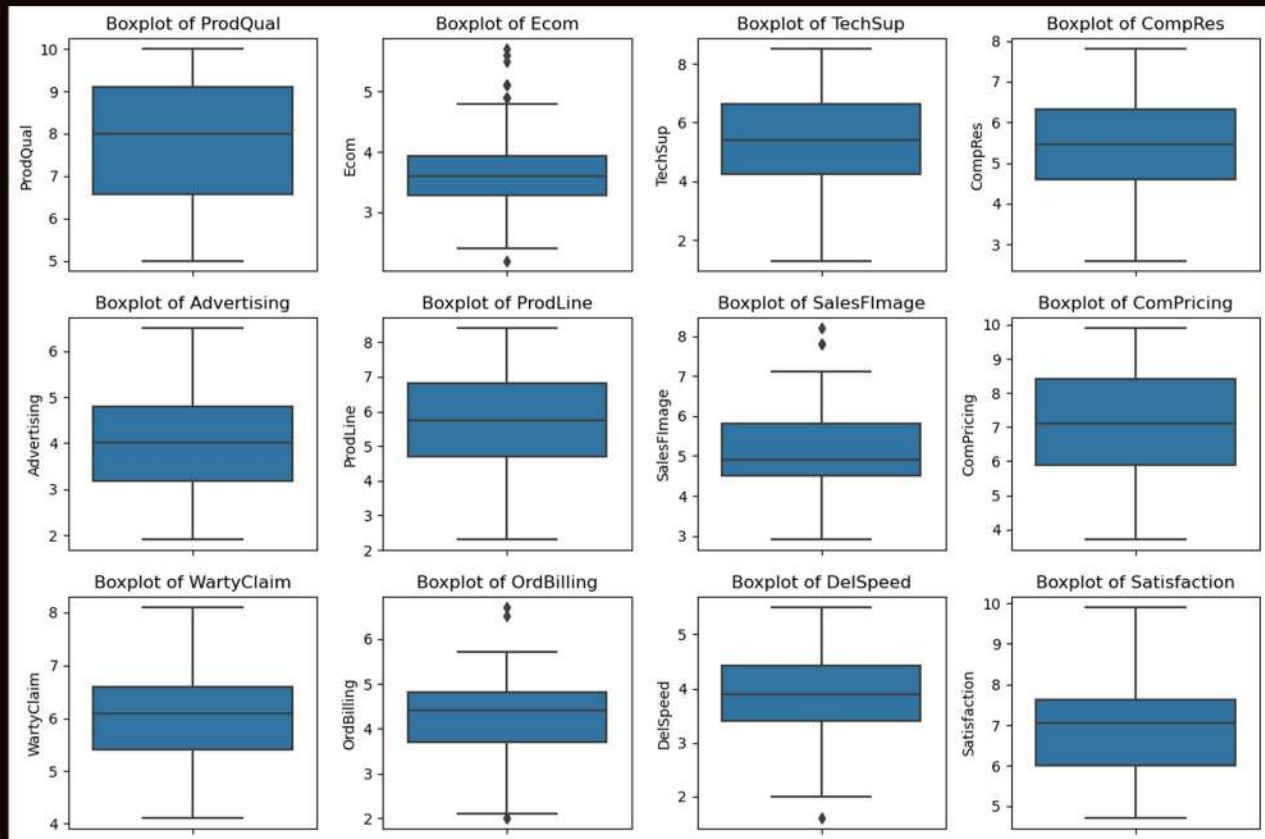 Boxplot of ProdQual
10
9
8
7
6
5
ProdQual
Boxplot of Ecom
5
4
3
Ecom
Boxplot of TechSup
8
6
4
2
TechSup
Boxplot of CompRes
8
7
6
5
4
3
CompRes
Boxplot of Advertising
6
5
4
3
2
Advertising
Boxplot of ProdLine
8
7
6
5
4
3
2
ProdLine
Boxplot of SalesFImage
8
7
6
5
4
3
SalesFImage
Boxplot of ComPricing
10
9
8
7
6
5
4
ComPricing
Boxplot of WartyClaim
8
7
6
5
4
WartyClaim
Boxplot of OrdBilling
6
5
4
3
2
OrdBilling
Boxplot of DelSpeed
5
4
3
2
DelSpeed
Boxplot of Satisfaction
10
9
8
7
6
5
Satisfaction